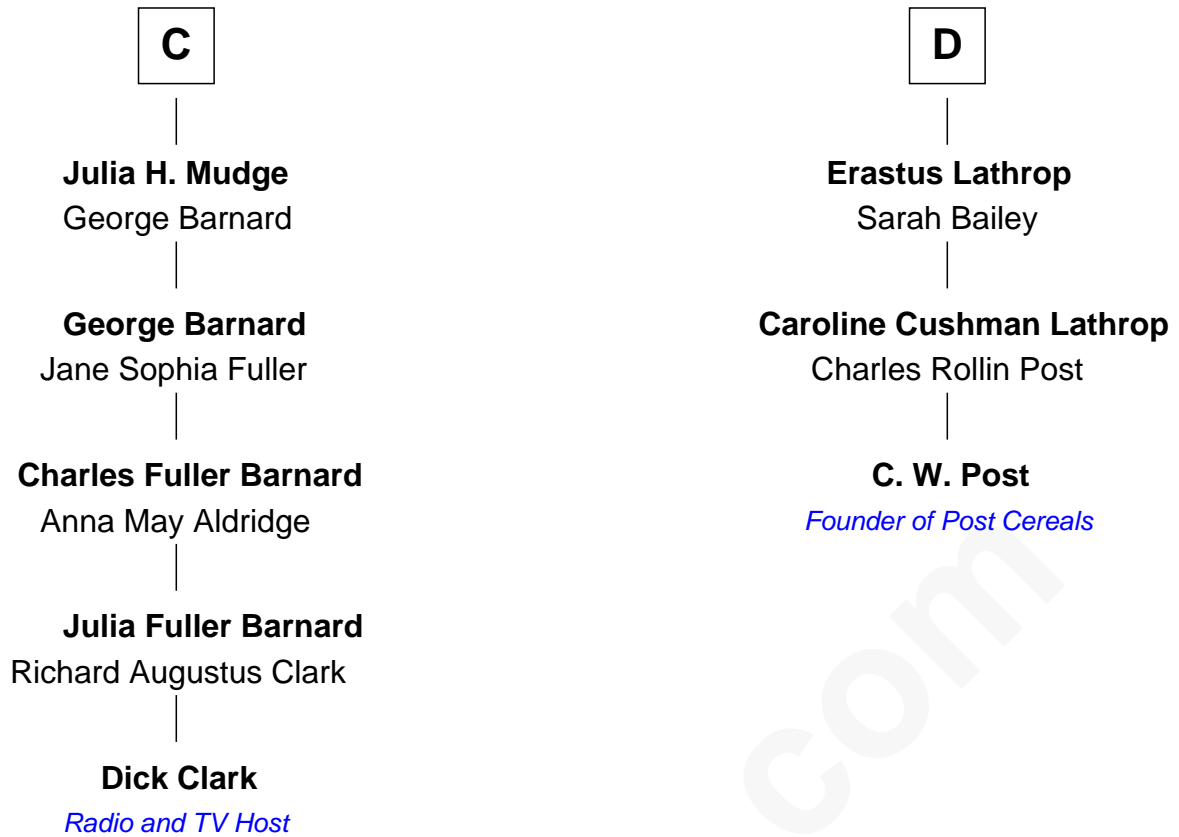 C
Julia H. Mudge
George Barnard
George Barnard
Jane Sophia Fuller
Charles Fuller Barnard
Anna May Aldridge
Julia Fuller Barnard
Richard Augustus Clark
Dick Clark
Radio and TV Host
D
Erastus Lathrop
Sarah Bailey
Caroline Cushman Lathrop
Charles Rollin Post
C. W. Post
Founder of Post Cereals
com